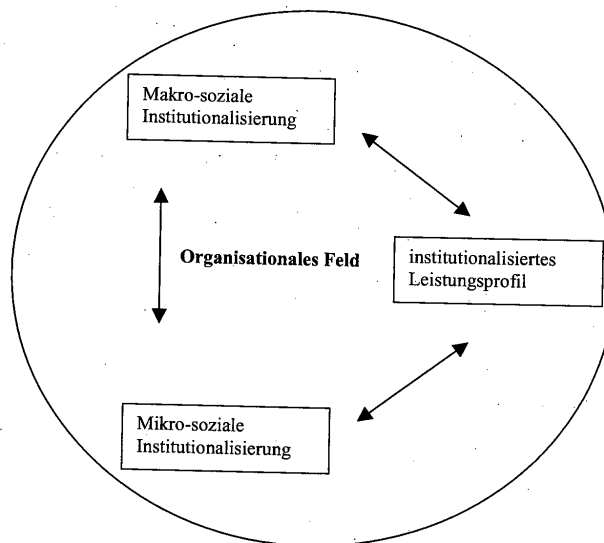 Makro-soziale
Institutionalisierung
Organisationales Feld
institutionalisiertes
Leistungsprofil
Mikro-soziale
Institutionalisierung